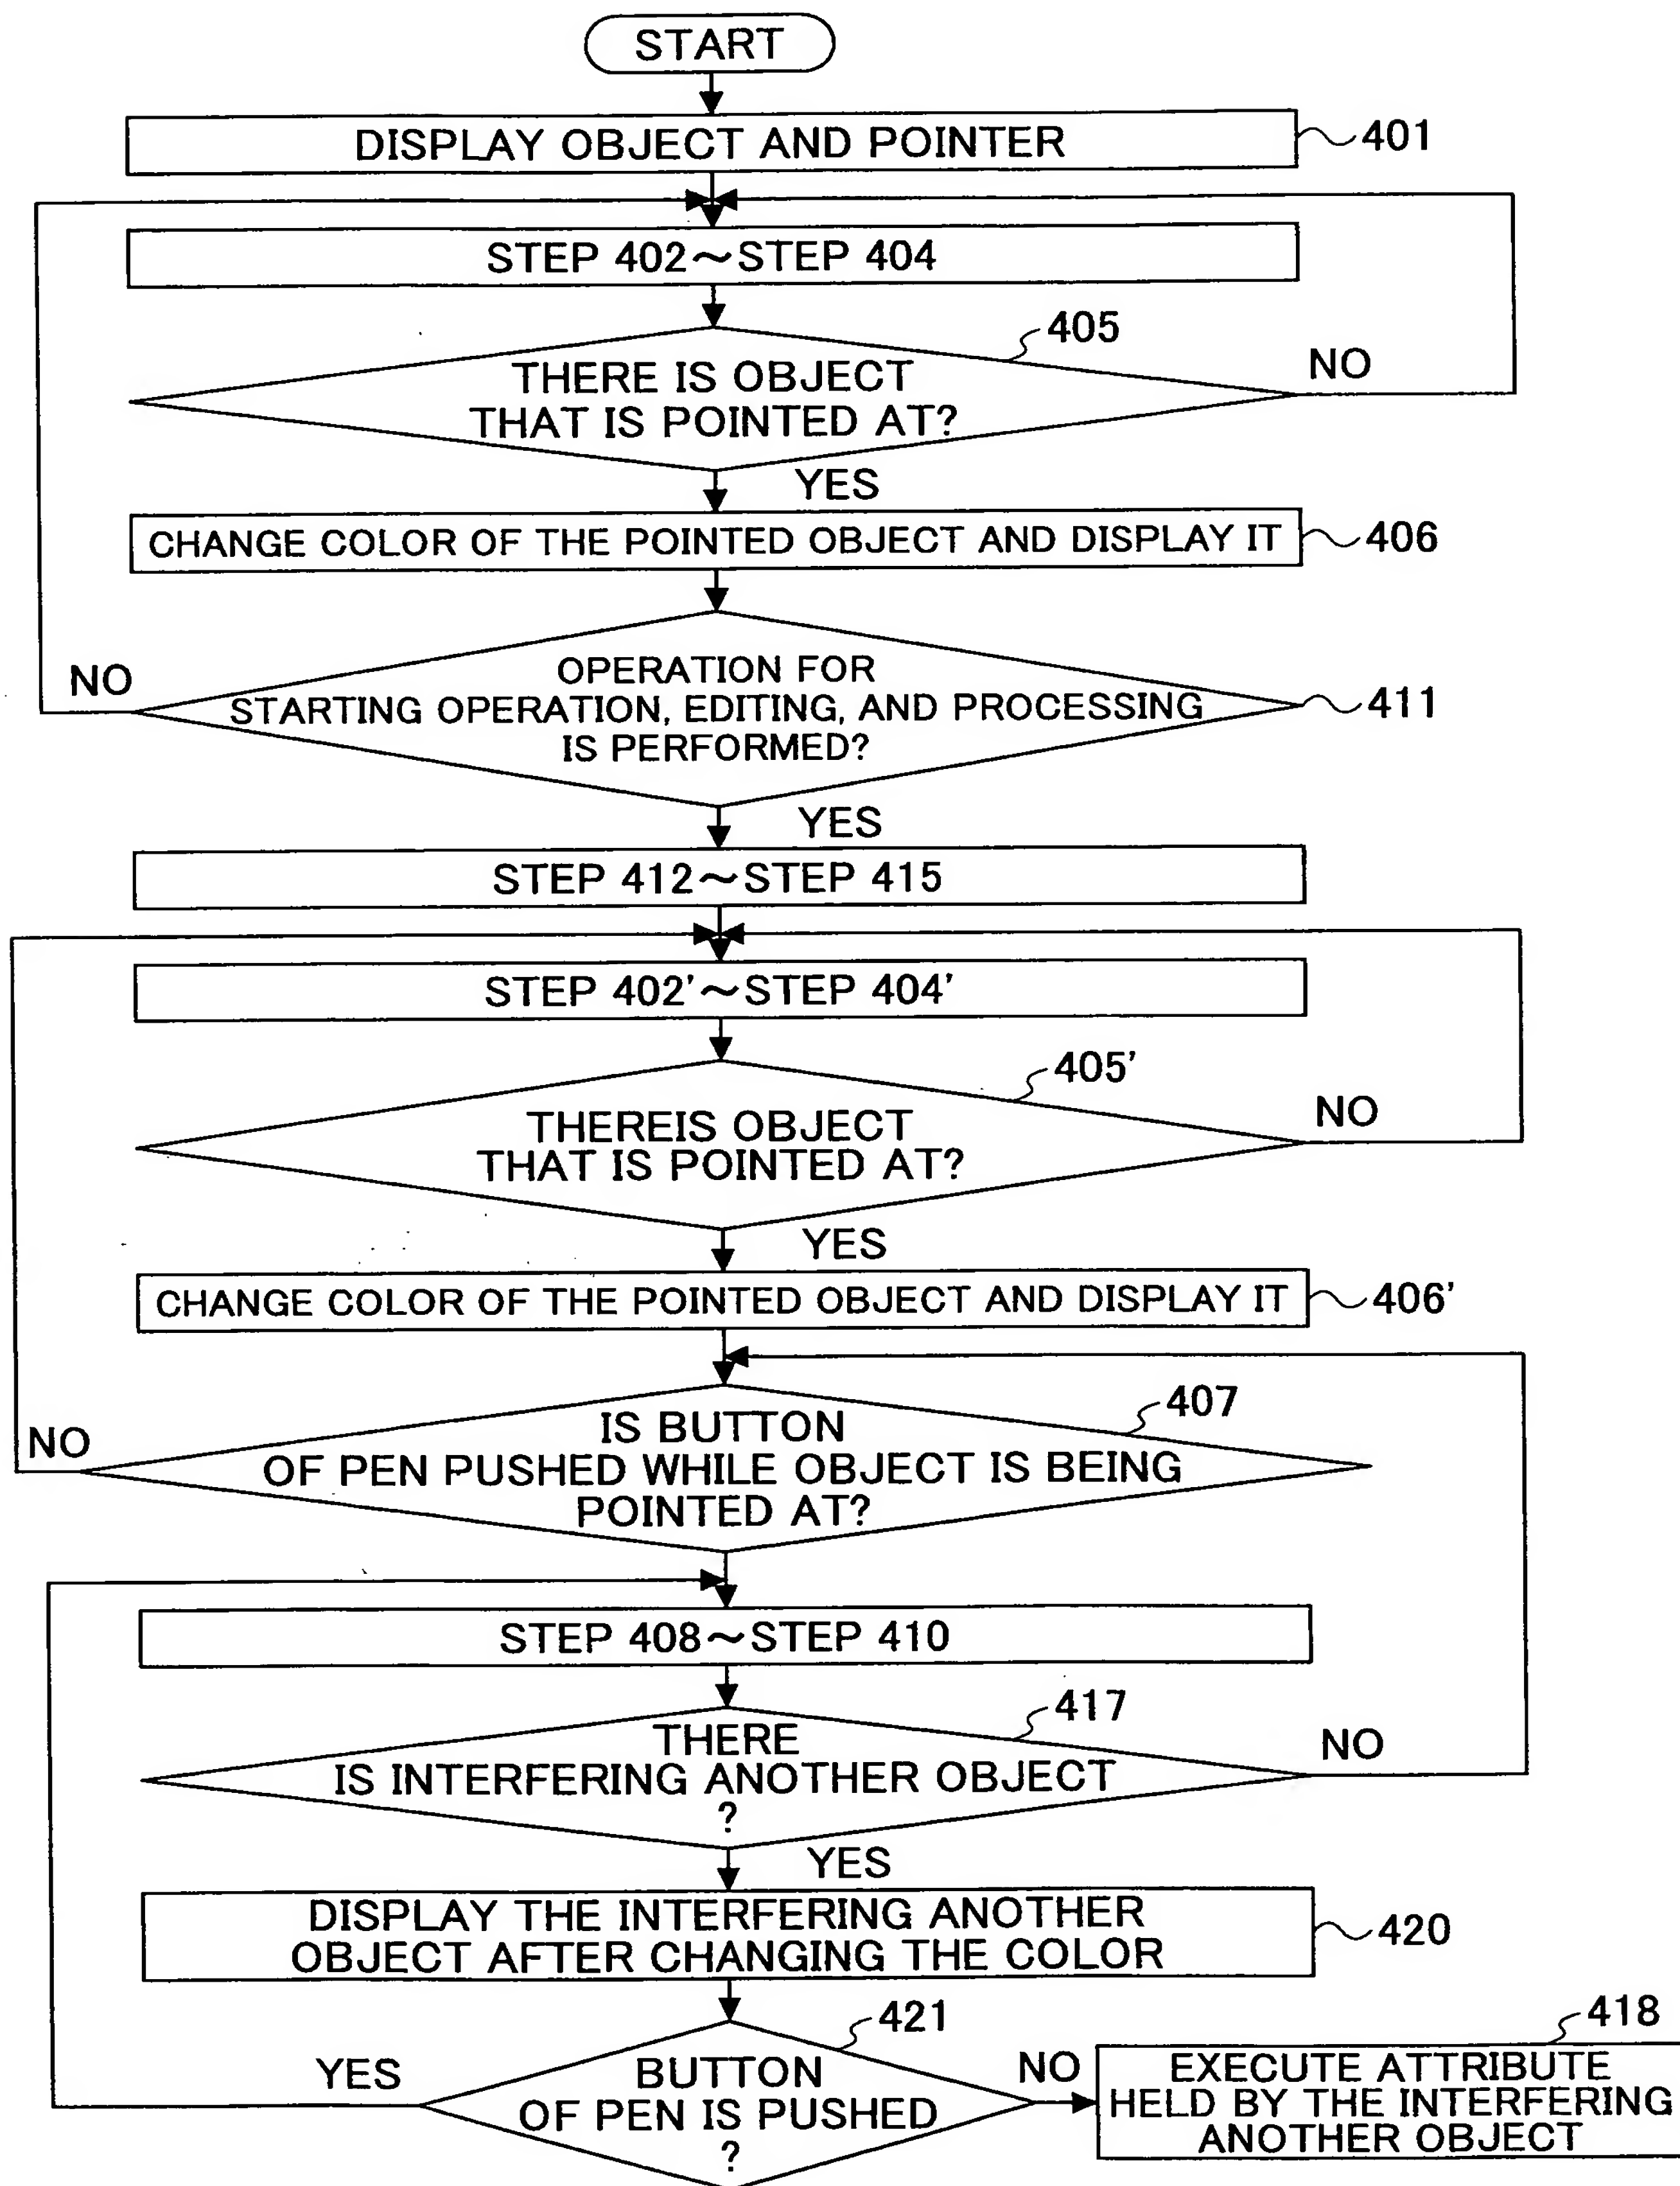 START
DISPLAY OBJECT AND POINTER
401
STEP 402~STEP 404
405
THERE IS OBJECT
THAT IS POINTED AT?
NO
YES
CHANGE COLOR OF THE POINTED OBJECT AND DISPLAY IT
406
OPERATION FOR
STARTING OPERATION, EDITING, AND PROCESSING
IS PERFORMED?
NO
411
YES
STEP 412~STEP 415
STEP 402'~STEP 404'
405'
THEREIS OBJECT
THAT IS POINTED AT?
NO
YES
CHANGE COLOR OF THE POINTED OBJECT AND DISPLAY IT
406'
407
IS BUTTON
OF PEN PUSHED WHILE OBJECT IS BEING
POINTED AT?
NO
STEP 408~STEP 410
417
THERE
IS INTERFERING ANOTHER OBJECT
?
NO
YES
DISPLAY THE INTERFERING ANOTHER
OBJECT AFTER CHANGING THE COLOR
420
421
BUTTON
OF PEN IS PUSHED
?
YES
NO
418
EXECUTE ATTRIBUTE
HELD BY THE INTERFERING
ANOTHER OBJECT